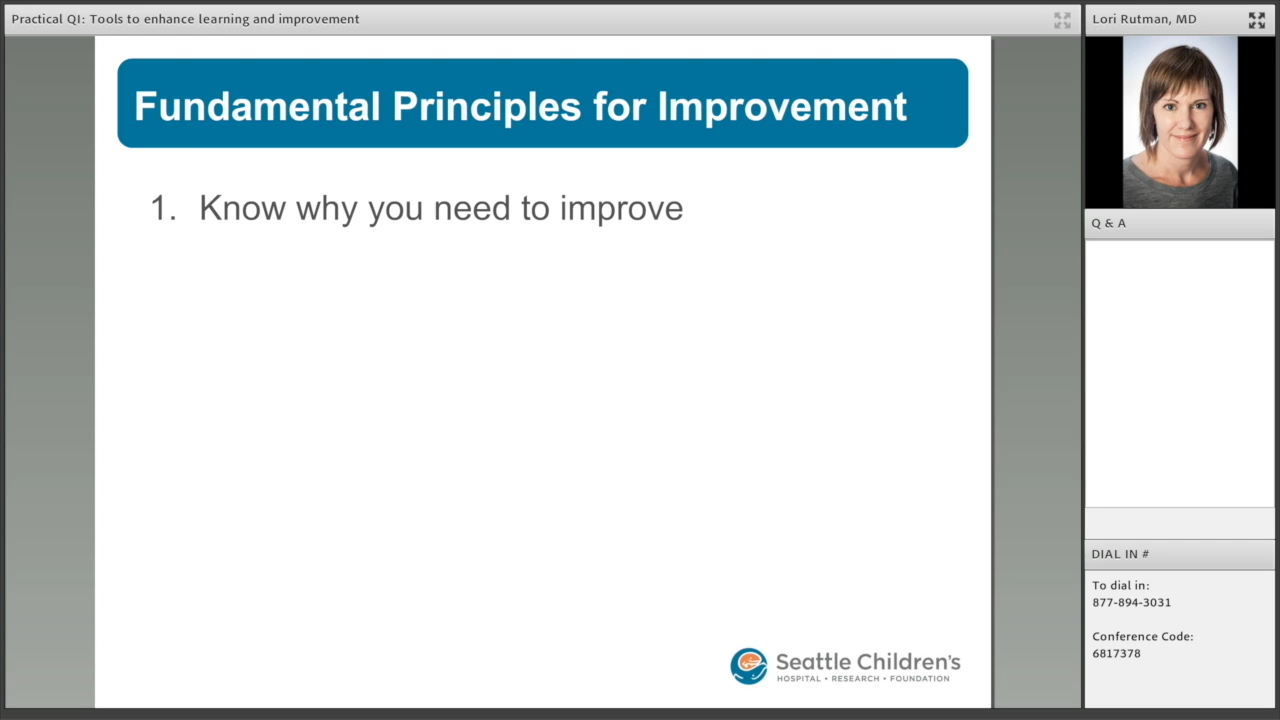 Practical QI: Tools to enhance learning and improvement
Fundamental Principles for Improvement
1. Know why you need to improve
Seattle Children's
HOSPITAL • RESEARCH • FOUNDATION
Lori Rutman, MD
Q & A
DIAL IN #
To dial in:
877-894-3031
Conference Code:
6817378